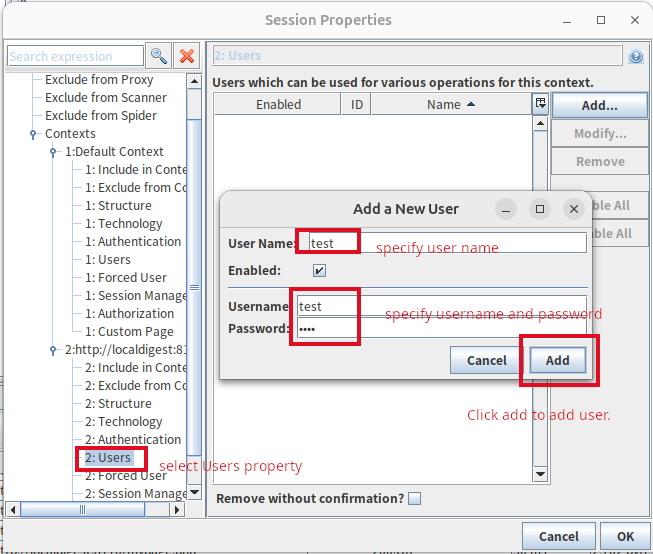 Session Properties
Search expression
Exclude from Proxy
Exclude from Scanner
Exclude from Spider
Contexts
1:Default Context
1: Include in Conte
1: Exclude from Co
1: Structure
1: Technology
1: Authentication
1: Users
1: Forced User
1: Session Manage
1: Authorization
1: Custom Page
2:http://localdigest:81
2: Include in Conte
2: Exclude from Co
2: Structure
2: Technology
2: Authentication
2: Users
select Users property
2: Forced User
2: Session Manage
2: Users
Users which can be used for various operations for this context.
Enabled ID Name
Add...
Modify...
Remove
ble All
ble All
Add a New User
User Name: test
specify user name
Enabled:
Username: test
Password: ••••
specify username and password
Cancel Add
Click add to add user.
Remove without confirmation?
Cancel OK